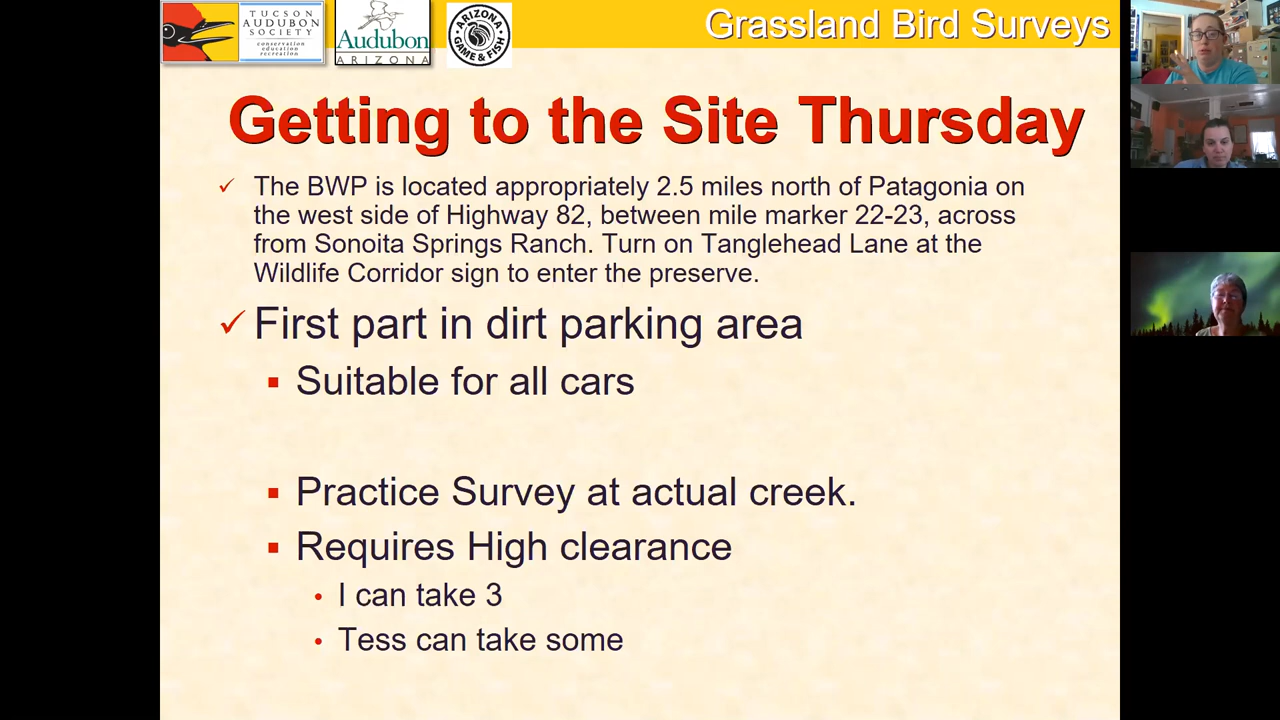 TUCSON
AUDUBON
SOCIETY
conservation
education
recreation
Audubon
ARIZONA
ARIZONA
GAME & FISH
Grassland Bird Surveys
Getting to the Site Thursday
The BWP is located appropriately 2.5 miles north of Patagonia on
the west side of Highway 82, between mile marker 22-23, across
from Sonoita Springs Ranch. Turn on Tanglehead Lane at the
Wildlife Corridor sign to enter the preserve.
First part in dirt parking area
Suitable for all cars
Practice Survey at actual creek.
Requires High clearance
I can take 3
Tess can take some